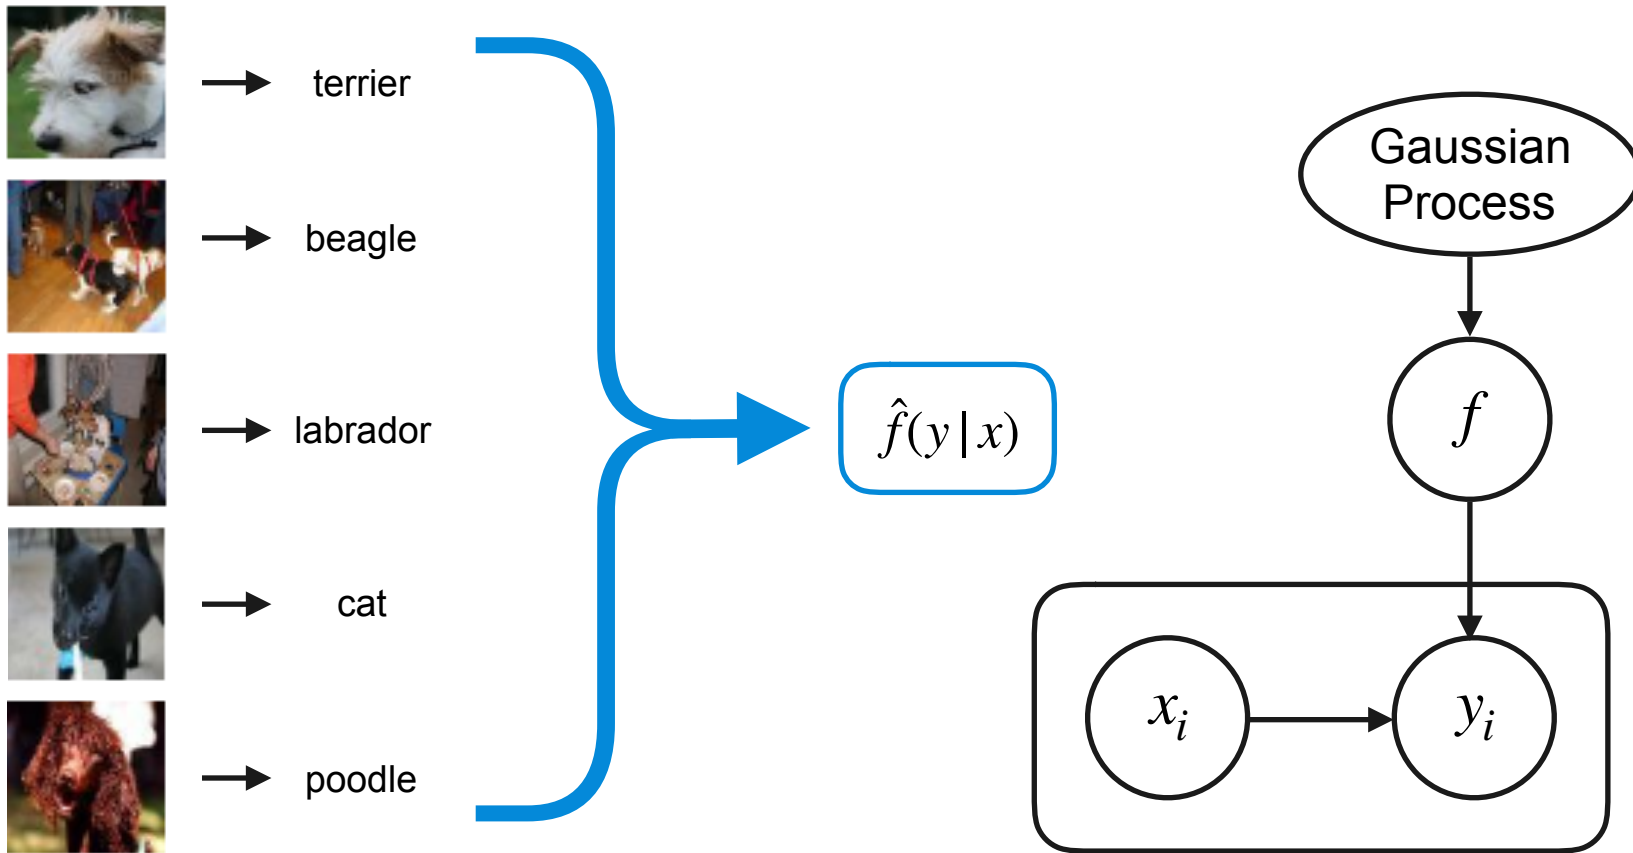 terrier
beagle
labrador
cat
poodle
f̂(y | x)
Gaussian
Process
f
xᵢ
yᵢ